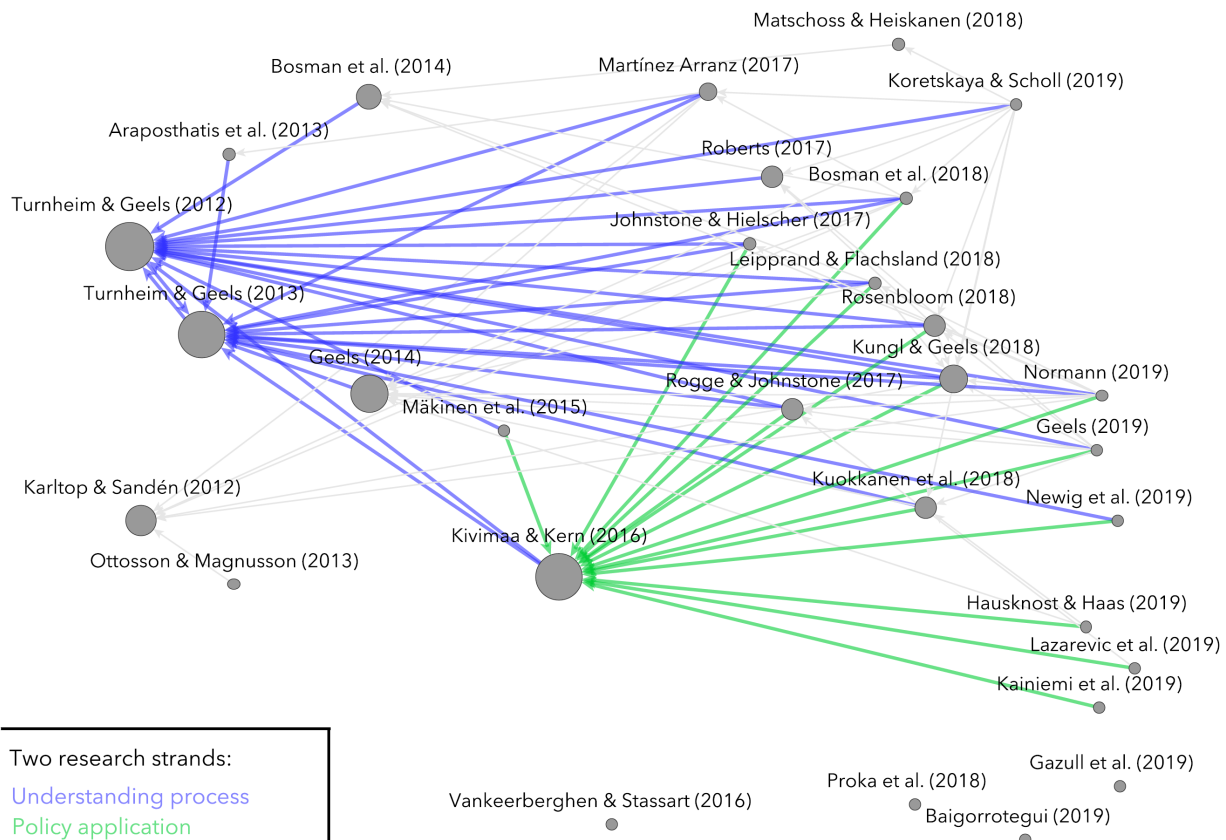 Matschoss & Heiskanen (2018)
Bosman et al. (2014)
Martínez Arranz (2017)
Koretskaya & Scholl (2019)
Araposthatis et al. (2013)
Roberts (2017)
Bosman et al. (2018)
Turnheim & Geels (2012)
Johnstone & Hielscher (2017)
Leipprand & Flachsland (2018)
Turnheim & Geels (2013)
Rosenbloom (2018)
Kungl & Geels (2018)
Geels (2014)
Normann (2019)
Rogge & Johnstone (2017)
Mäkinen et al. (2015)
Geels (2019)
Kuokkanen et al. (2018)
Karltop & Sandén (2012)
Newig et al. (2019)
Kivimaa & Kern (2016)
Ottosson & Magnusson (2013)
Hausknost & Haas (2019)
Lazarevic et al. (2019)
Kainiemi et al. (2019)
Two research strands:
Understanding process
Policy application
Gazull et al. (2019)
Proka et al. (2018)
Vankeerberghen & Stassart (2016)
Baigorrotegui (2019)